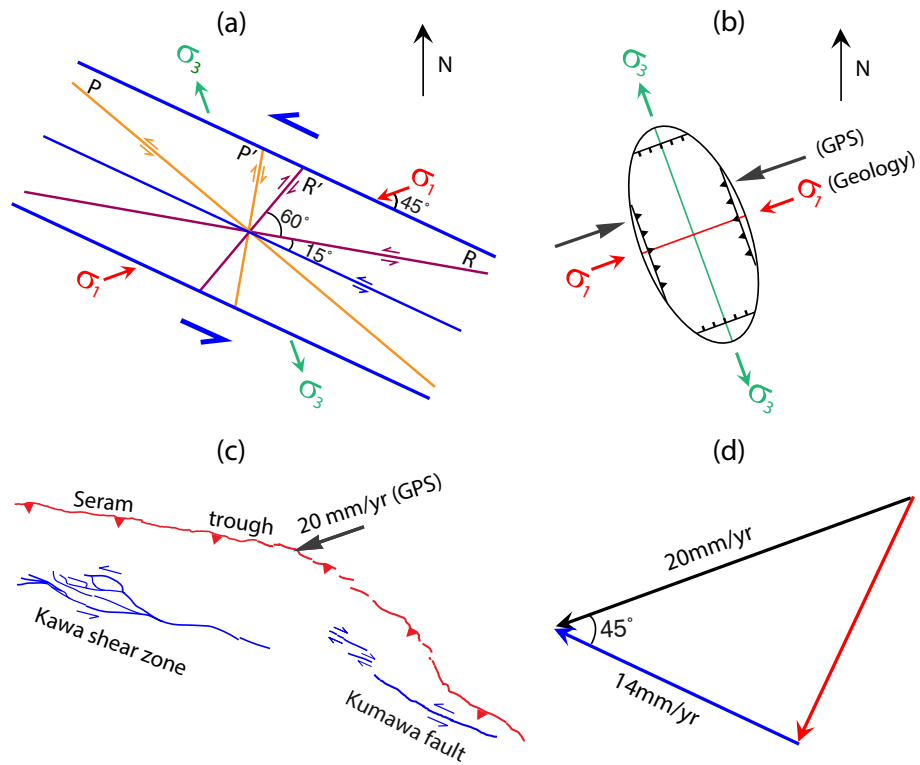 (a)
σ3
N
P
P′
R′
σ1
45°
60°
15°
R
σ1
σ3
(b)
σ3
N
(GPS)
σ1 (Geology)
σ1
σ3
(c)
Seram
trough
20 mm/yr (GPS)
Kawa shear zone
Kumawa fault
(d)
20mm/yr
45°
14mm/yr